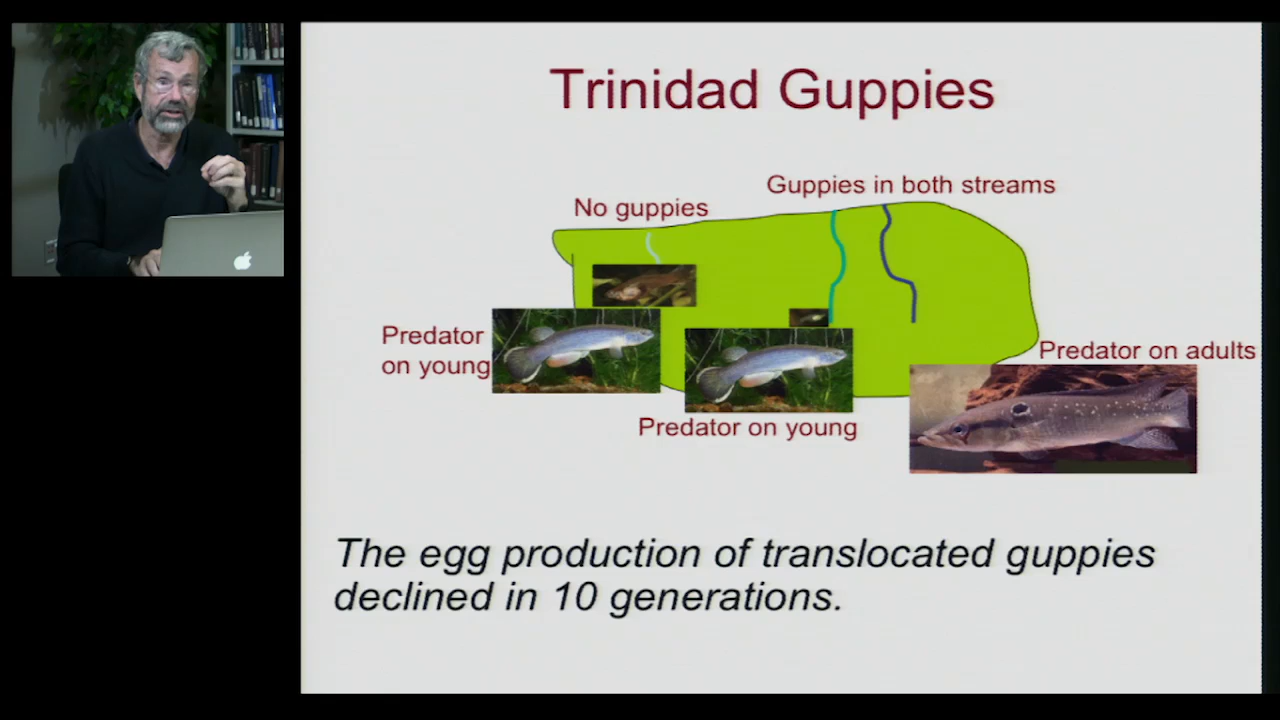 Trinidad Guppies
Guppies in both streams
No guppies
Predator
on young
Predator on adults
Predator on young
The egg production of translocated guppies
declined in 10 generations.